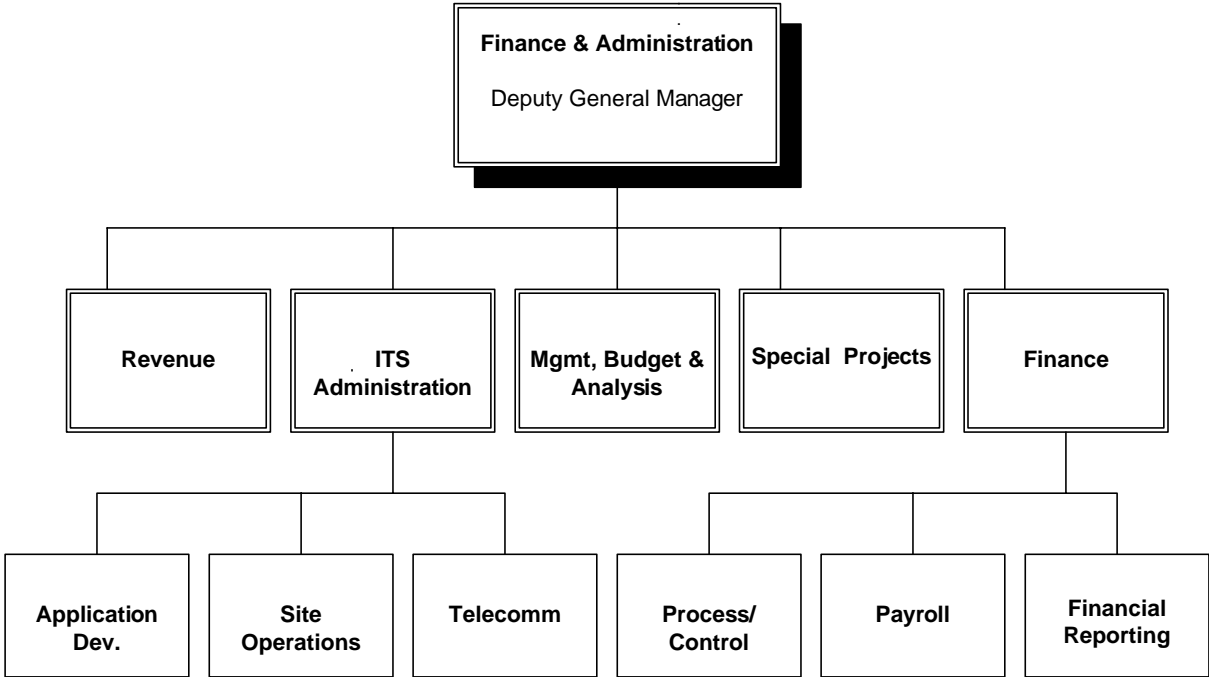 Finance & Administration
Deputy General Manager
Revenue
ITS
Administration
Mgmt, Budget &
Analysis
Special Projects
Finance
Application
Dev.
Site
Operations
Telecomm
Process/
Control
Payroll
Financial
Reporting